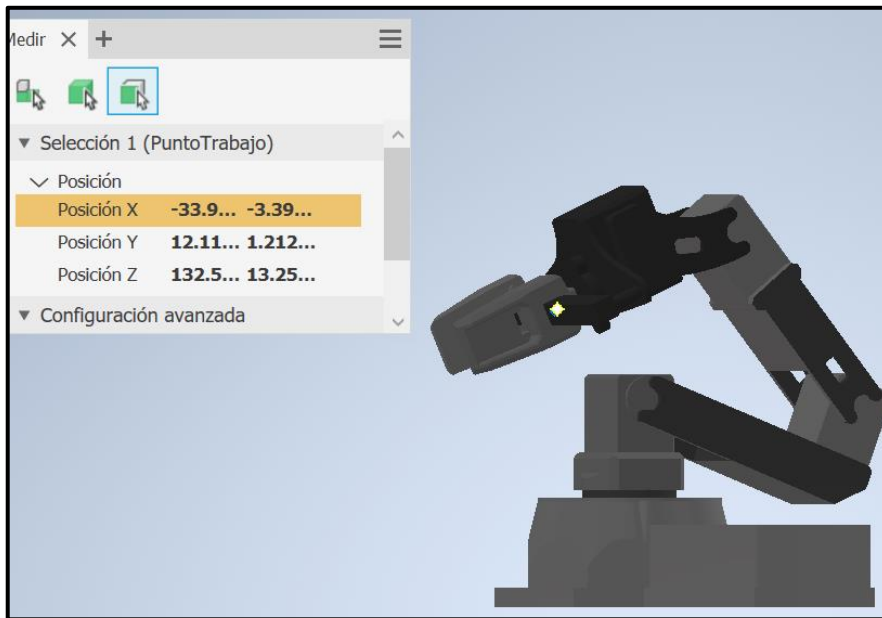 Medir
Selección 1 (PuntoTrabajo)
Posición
Posición X -33.9... -3.39...
Posición Y 12.11... 1.212...
Posición Z 132.5... 13.25...
Configuración avanzada